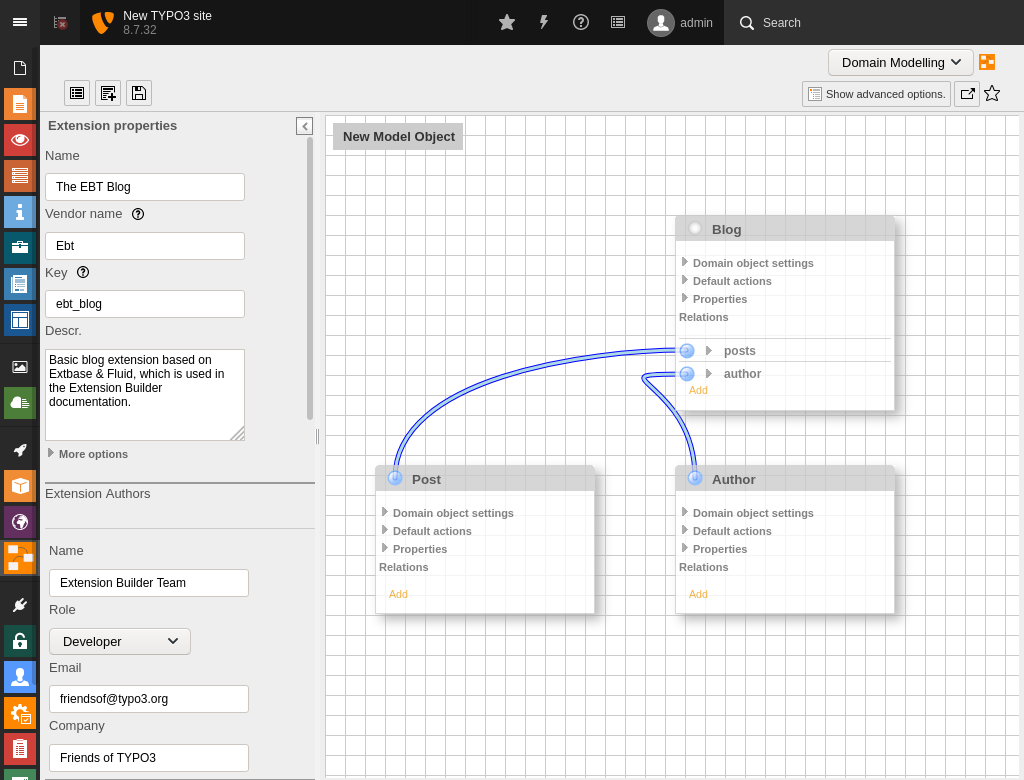 New TYPO3 site
8.7.32
admin
Search
Domain Modelling
Show advanced options.
Extension properties
Name
The EBT Blog
Vendor name
Ebt
Key
ebt_blog
Descr.
Basic blog extension based on
Extbase & Fluid, which is used in
the Extension Builder
documentation.
More options
Extension Authors
Name
Extension Builder Team
Role
Developer
Email
friendsof@typo3.org
Company
Friends of TYPO3
New Model Object
Blog
Domain object settings
Default actions
Properties
Relations
posts
author
Add
Post
Domain object settings
Default actions
Properties
Relations
Add
Author
Domain object settings
Default actions
Properties
Relations
Add